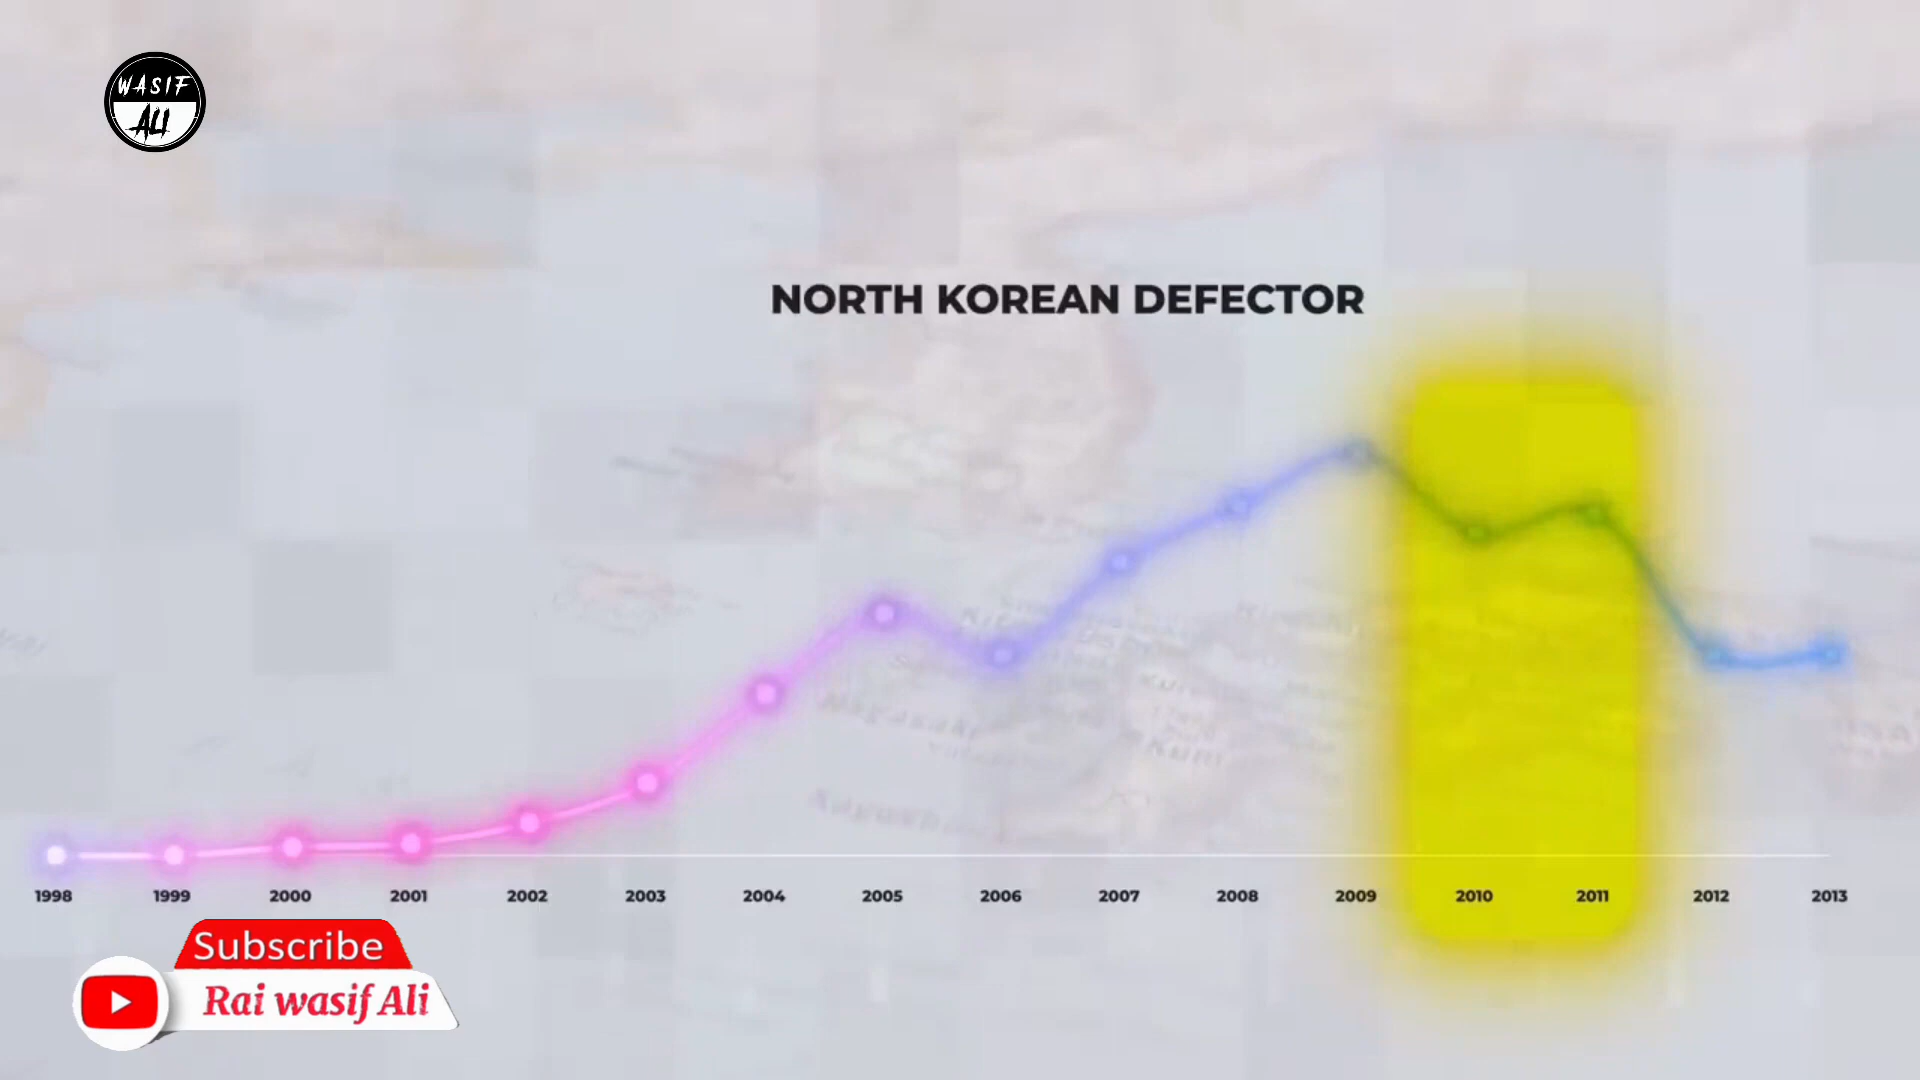 WASIF
ALI
NORTH KOREAN DEFECTOR
1998 1999 2000 2001 2002 2003 2004 2005 2006 2007 2008 2009 2010 2011 2012 2013
Subscribe
Rai wasif Ali